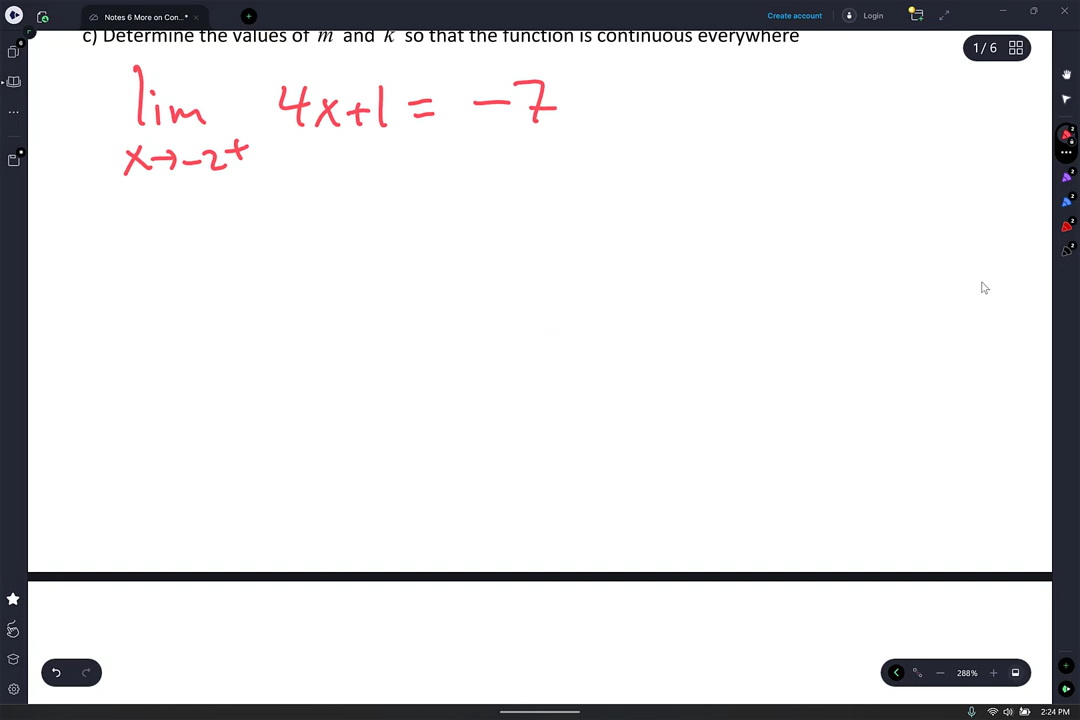 Notes 6 More on Con...*
Create account
Login
c) Determine the values of m and k so that the function is continuous everywhere
1/6
lim 4x+1 = -7
x→-2⁺
288%
2:24 PM